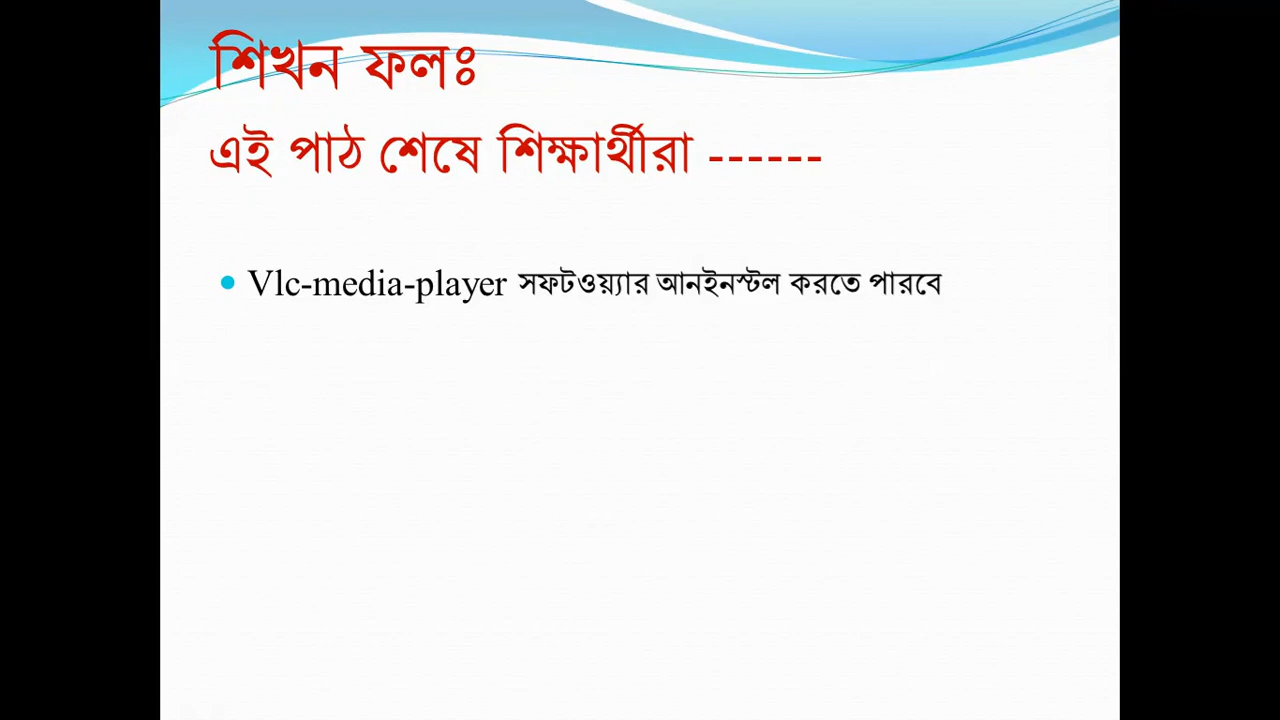 শিখন ফলঃ
এই পাঠ শেষে শিক্ষার্থীরা ------
Vlc-media-player সফটওয়্যার আনইনস্টল করতে পারবে